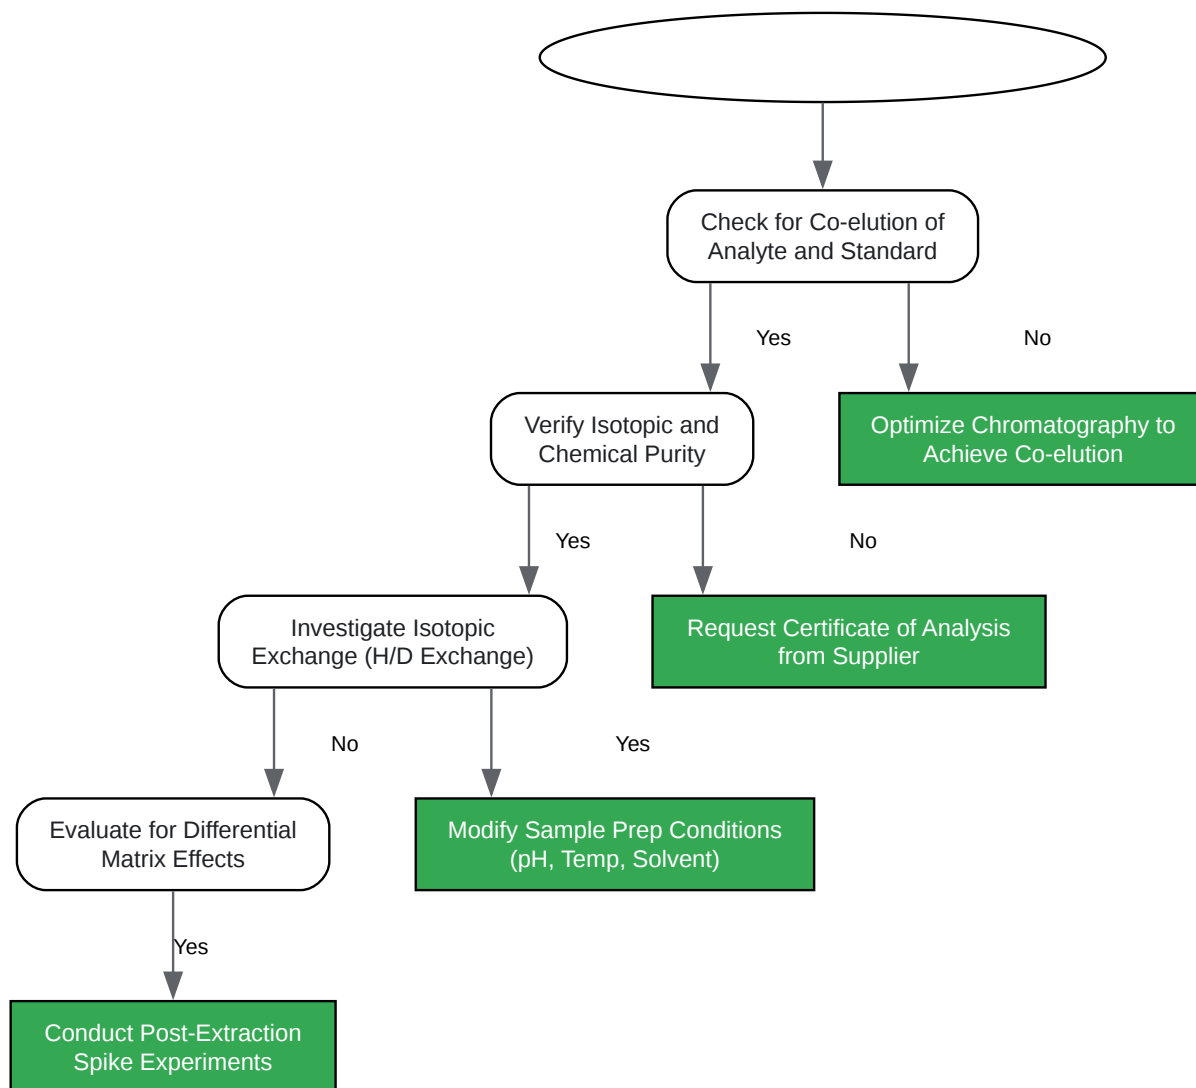 Check for Co-elution of
Analyte and Standard
Yes
No
Verify Isotopic and
Chemical Purity
Optimize Chromatography to
Achieve Co-elution
Yes
No
Investigate Isotopic
Exchange (H/D Exchange)
Request Certificate of Analysis
from Supplier
No
Yes
Evaluate for Differential
Matrix Effects
Modify Sample Prep Conditions
(pH, Temp, Solvent)
Yes
Conduct Post-Extraction
Spike Experiments